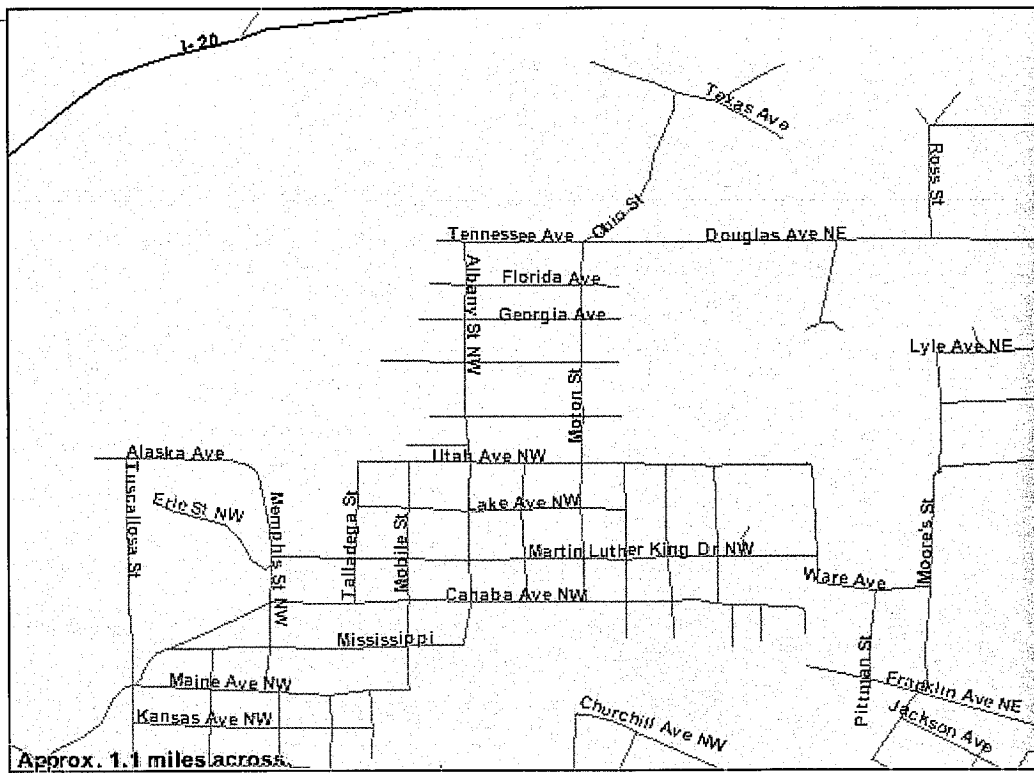 I-20
Texas Ave
Ross St
Ohio St
Tennessee Ave
Douglas Ave NE
Albany St NW
Florida Ave
Georgia Ave
Lyle Ave NE
Moton St
Alaska Ave
Utah Ave NW
Tuscallosa St
Erie St NW
Memphis St NW
Talladega St
Mobile St
Lake Ave NW
Moore's St
Martin Luther King Dr NW
Ware Ave
Cahaba Ave NW
Mississippi
Pittman St
Maine Ave NW
Franklin Ave NE
Kansas Ave NW
Churchill Ave NW
Jackson Ave
Approx. 1.1 miles across.